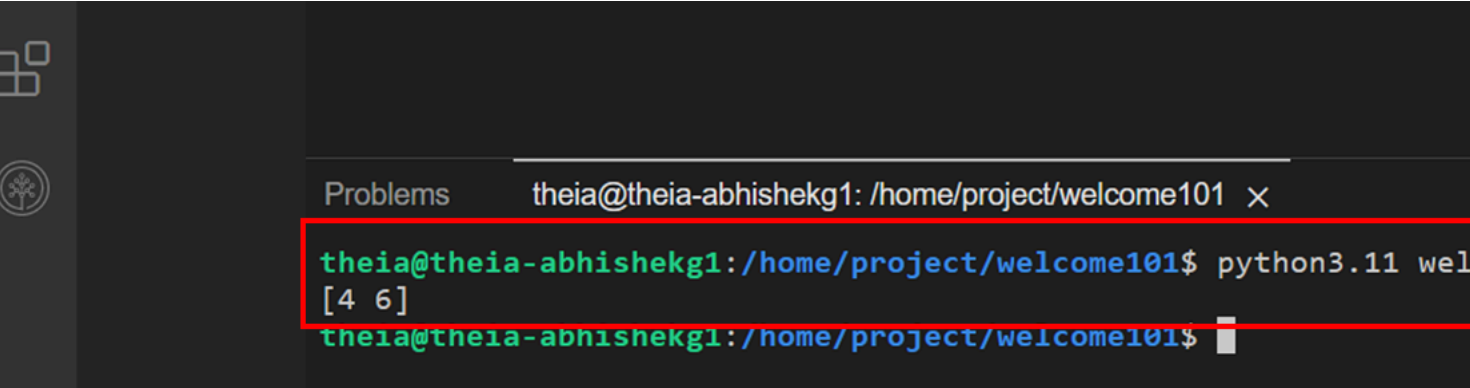 Problems theia@theia-abhishekg1: /home/project/welcome101 ×
theia@theia-abhishekg1:/home/project/welcome101$ python3.11 wel
[4 6]
theia@theia-abhishekg1:/home/project/welcome101$